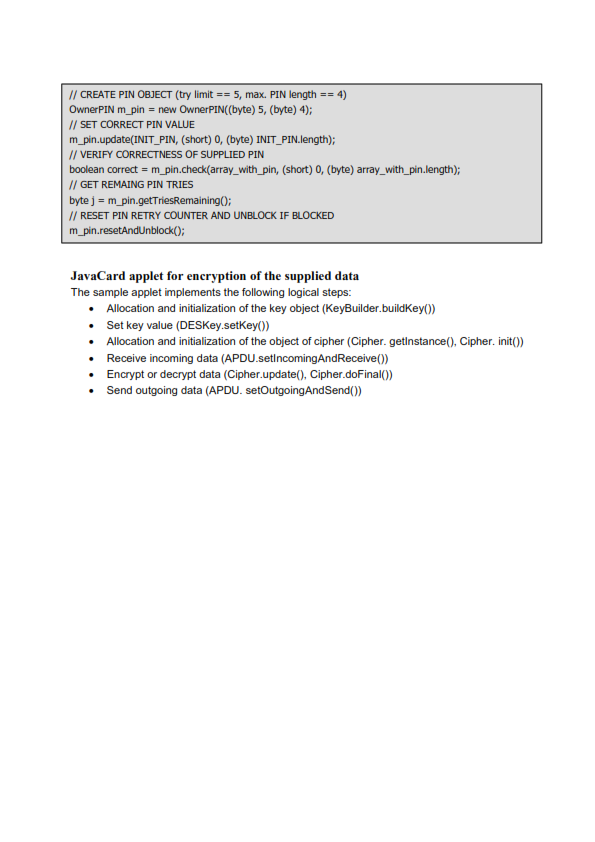 // CREATE PIN OBJECT (try limit == 5, max. PIN length == 4)
OwnerPIN m_pin = new OwnerPIN((byte) 5, (byte) 4);
// SET CORRECT PIN VALUE
m_pin.update(INIT_PIN, (short) 0, (byte) INIT_PIN.length);
// VERIFY CORRECTNESS OF SUPPLIED PIN
boolean correct = m_pin.check(array_with_pin, (short) 0, (byte) array_with_pin.length);
// GET REMAING PIN TRIES
byte j = m_pin.getTriesRemaining();
// RESET PIN RETRY COUNTER AND UNBLOCK IF BLOCKED
m_pin.resetAndUnblock();
JavaCard applet for encryption of the supplied data
The sample applet implements the following logical steps:
• Allocation and initialization of the key object (KeyBuilder.buildKey())
• Set key value (DESKey.setKey())
• Allocation and initialization of the object of cipher (Cipher. getInstance(), Cipher. init())
• Receive incoming data (APDU.setIncomingAndReceive())
• Encrypt or decrypt data (Cipher.update(), Cipher.doFinal())
• Send outgoing data (APDU. setOutgoingAndSend())